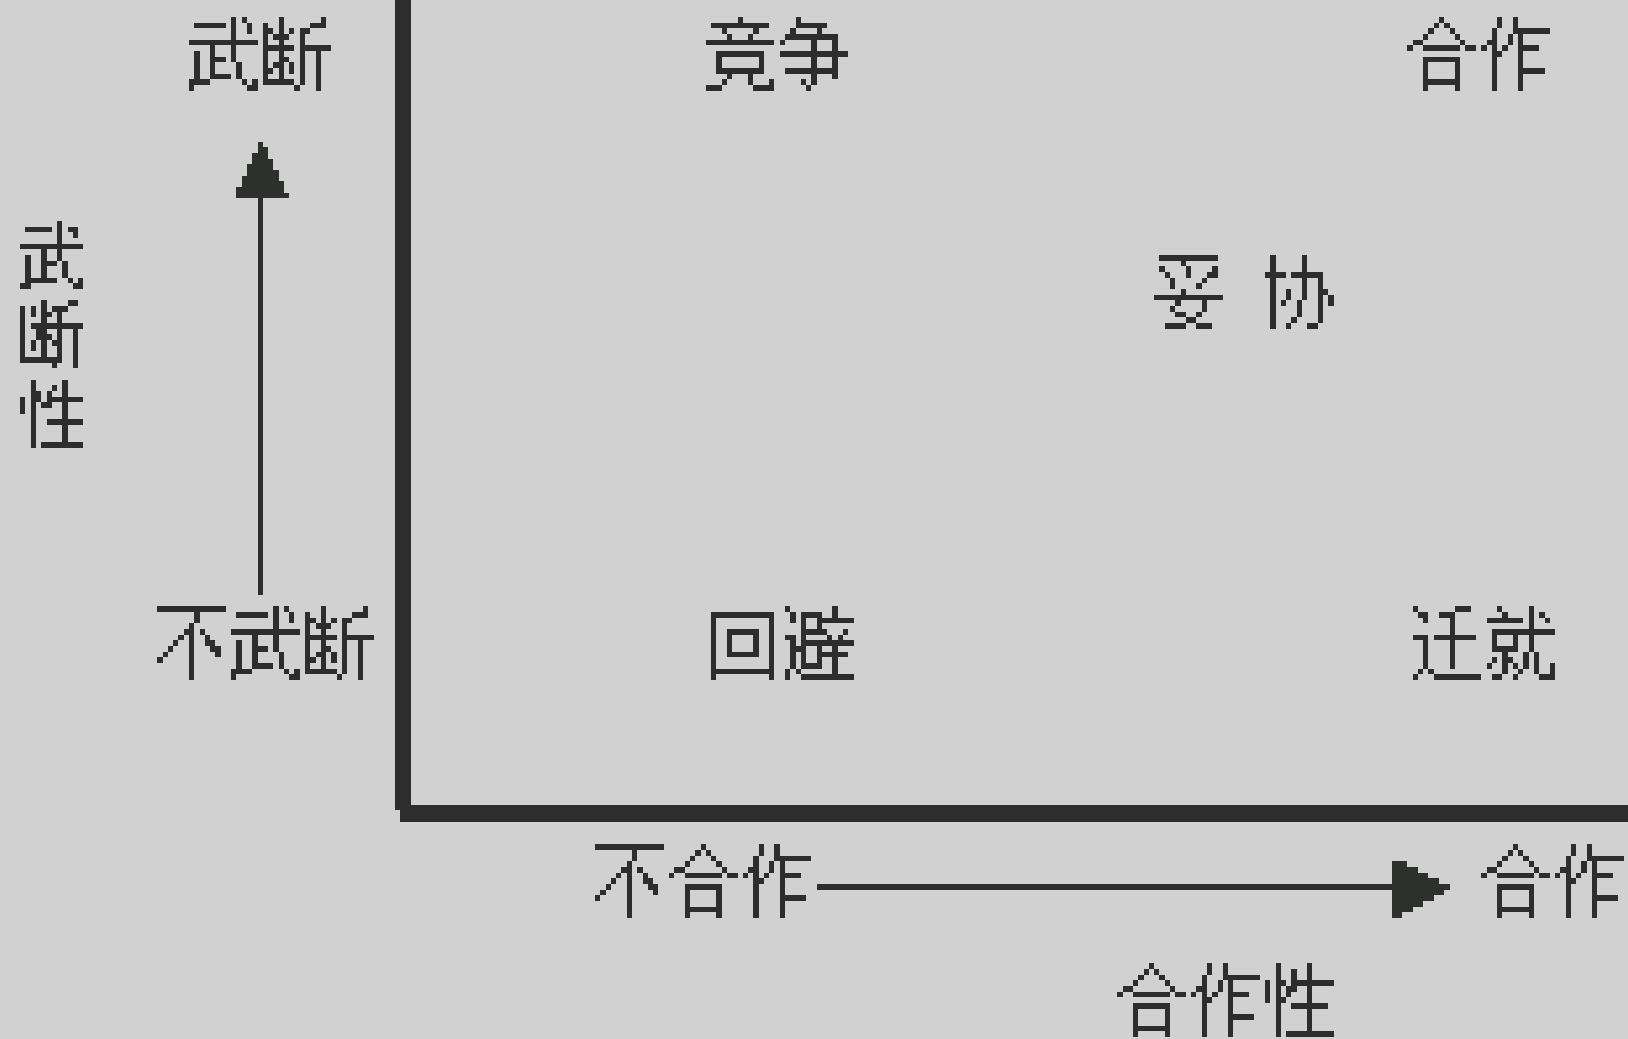 武断 竞争 合作
武断性
妥 协
不武断 回避 迁就
不合作 合作
合作性